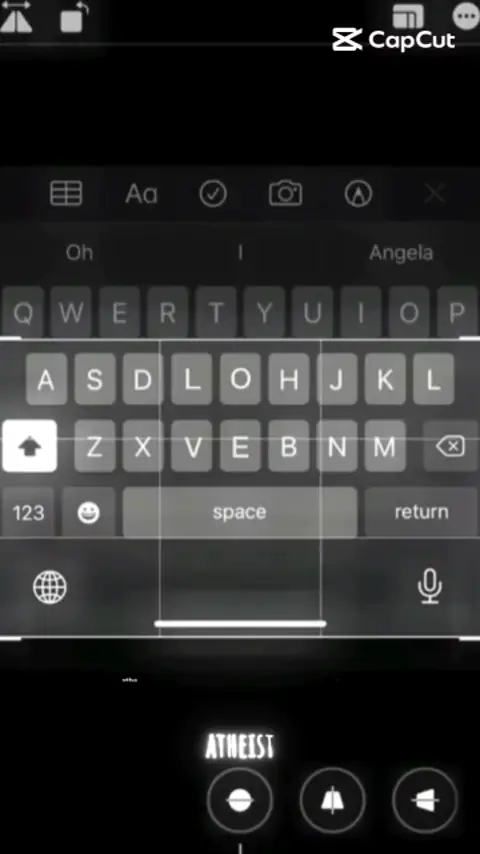 CapCut
Aa
Oh I Angela
Q W E R T Y U I O P
A S D L O H J K L
Z X V E B N M
123 space return
ATHEIST